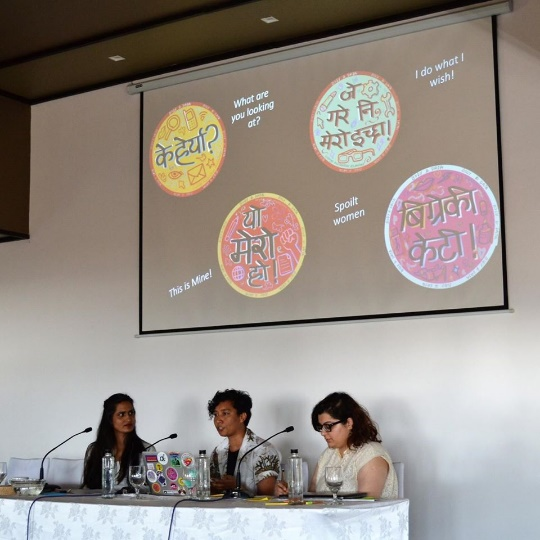 के हेर्या?
What are
you looking
at?
जे
गरे नि
मेरो इच्छा!
I do what I
wish!
यो
मेरो
हो!
This is Mine!
Spoilt
women
बिग्रेकी
केटी!